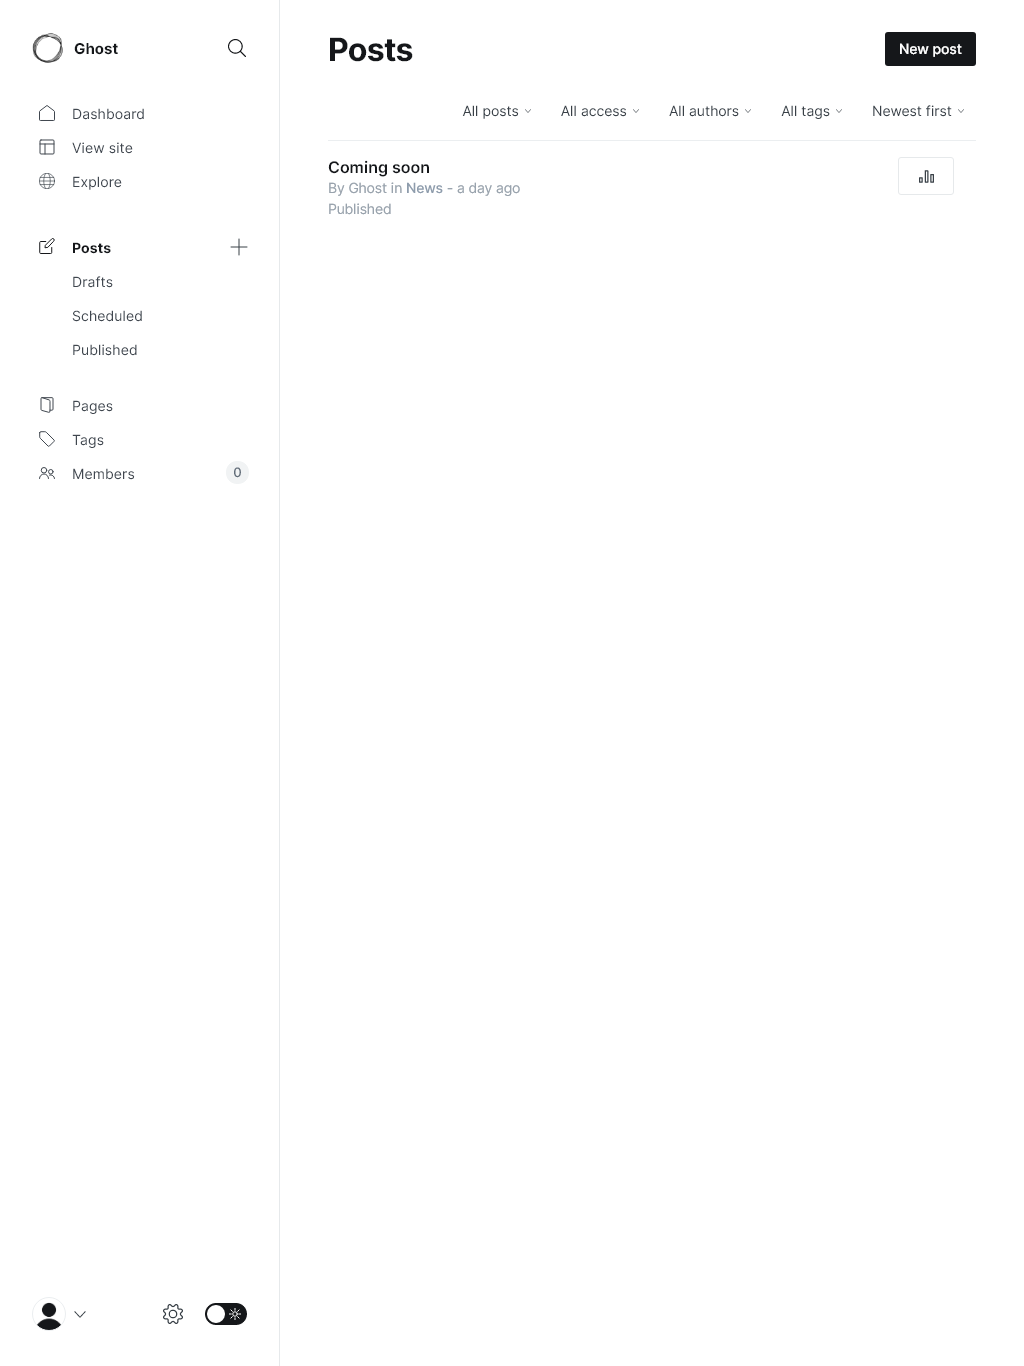 Ghost
Dashboard
View site
Explore
Posts
Drafts
Scheduled
Published
Pages
Tags
Members 0
Posts
New post
All posts All access All authors All tags Newest first
Coming soon
By Ghost in News - a day ago
Published